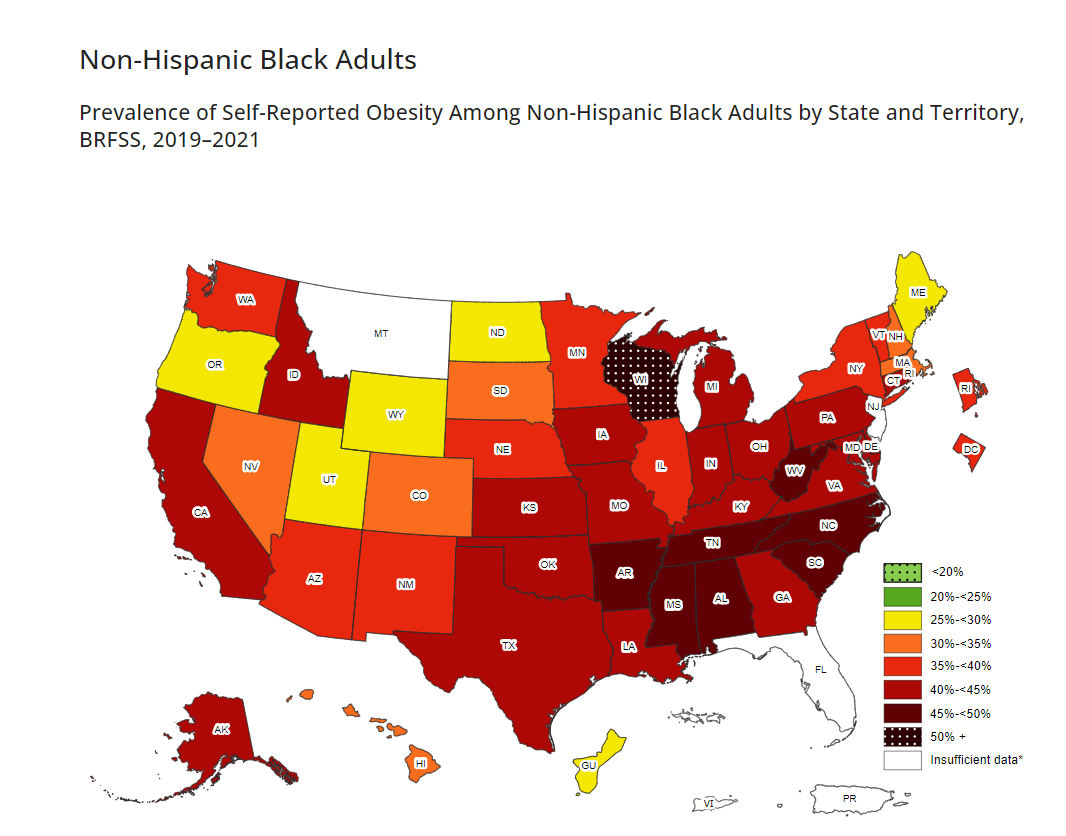 Non-Hispanic Black Adults
Prevalence of Self-Reported Obesity Among Non-Hispanic Black Adults by State and Territory,
BRFSS, 2019–2021
ME
WA
VT
NH
MT
ND
MN
OR
ID
SD
WI
NY
MA
RI
CT
MI
RI
WY
NE
IA
PA
NJ
NV
UT
CO
IL
IN
OH
MD
DE
DC
WV
VA
CA
KS
MO
KY
NC
TN
AZ
NM
OK
AR
SC
MS
AL
GA
TX
LA
FL
AK
HI
GU
VI
PR
<20%
20%-<25%
25%-<30%
30%-<35%
35%-<40%
40%-<45%
45%-<50%
50% +
Insufficient data*